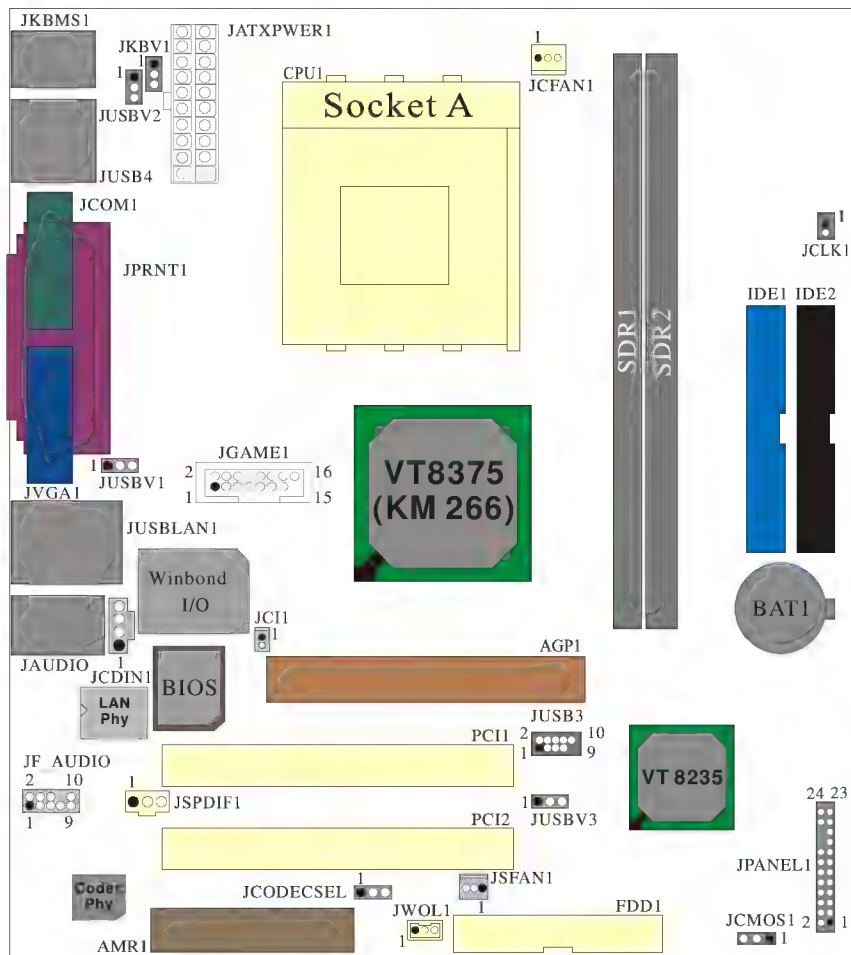 JKBMS1
JKBV1
JATXPWER1
1
1
1
CPU1
JCFAN1
Socket A
JUSBV2
JUSB4
JCOM1
1
JCLK1
JPRNT1
IDE1 IDE2
SDR1
SDR2
JGAME1
2 16
1 15
1
JUSBV1
VT8375
(KM 266)
JVGA1
JUSBLAN1
Winbond
I/O
BAT1
JCI1
1
1
JAUDIO
JCDIN1
AGP1
BIOS
LAN
Phy
JUSB3
2 10
1 9
PCI1
JF AUDIO
2 10
1 9
1
JSPDIF1
VT 8235
1
JUSBV3
PCI2
24 23
JPANEL1
2 1
Codec
Phy
JCODECSEL
1
JSFAN1
1
JWOL1
1
FDD1
JCMOS1
1
AMR1